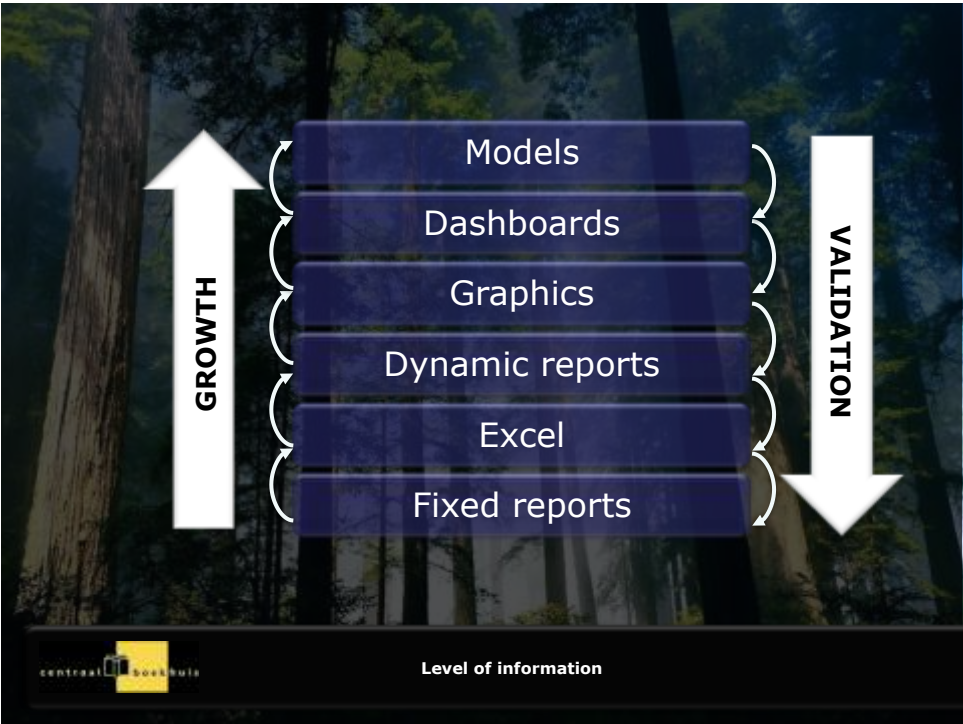 Models
Dashboards
Graphics
Dynamic reports
Excel
Fixed reports
GROWTH
VALIDATION
centraal boekhuis
Level of information